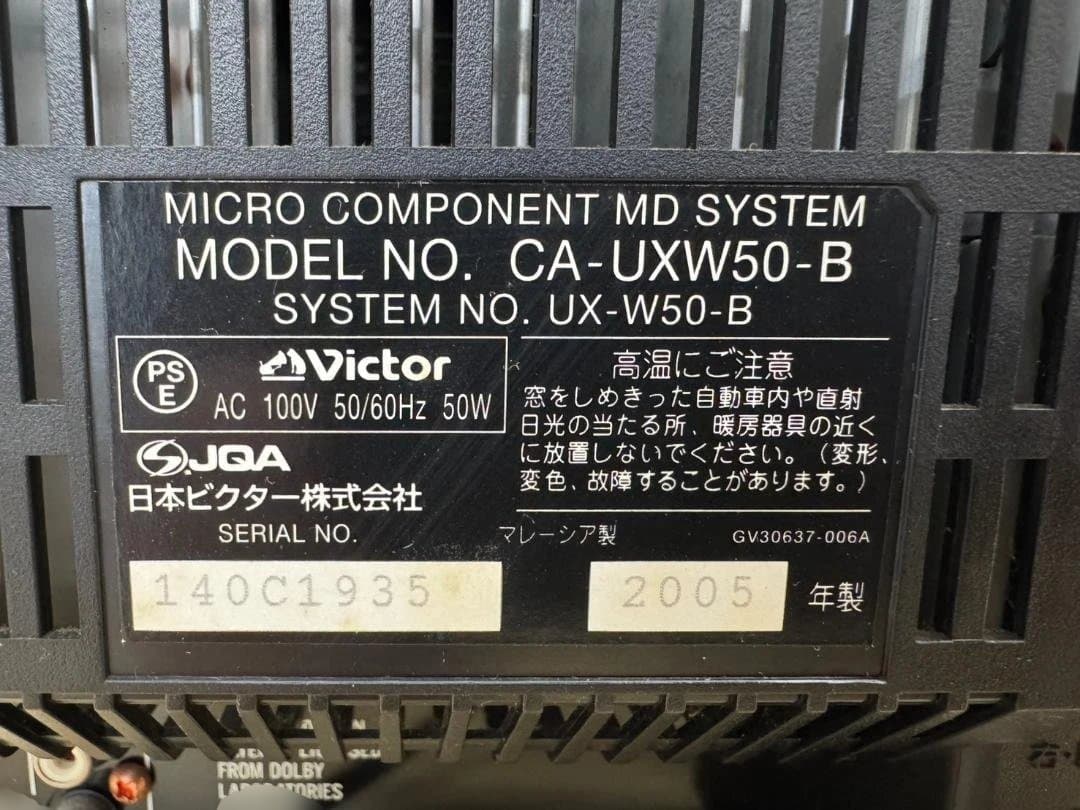 MICRO COMPONENT MD SYSTEM
MODEL NO. CA-UXW50-B
SYSTEM NO. UX-W50-B
PS
E
Victor
AC 100V 50/60Hz 50W
JQA
日本ビクター株式会社
高温にご注意
窓をしめきった自動車内や直射
日光の当たる所、暖房器具の近く
に放置しないでください。（変形、
変色、故障することがあります。）
SERIAL NO.
マレーシア製
GV30637-006A
140C1935
2005 年製
FROM DOLBY
LABORATORIES